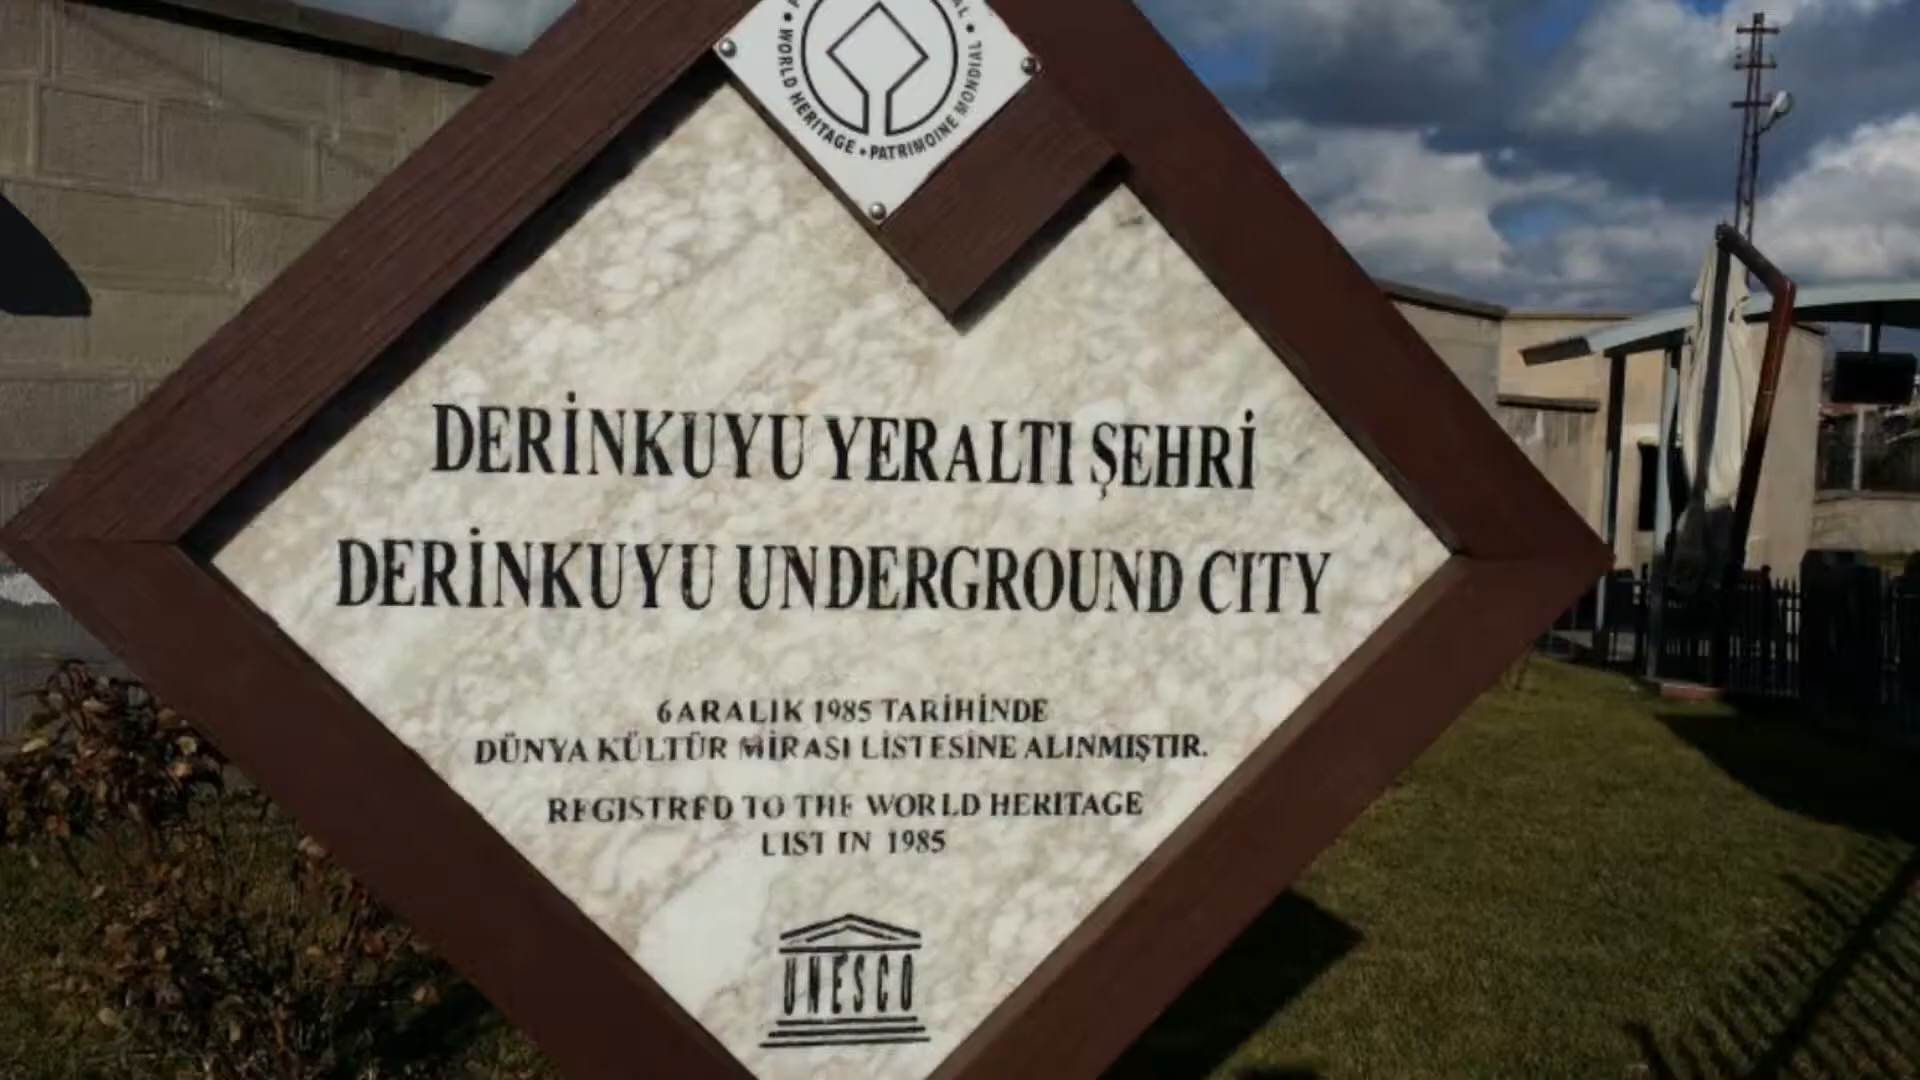 • WORLD HERITAGE • PATRIMOINE MONDIAL •
DERİNKUYU YERALTI ŞEHRİ
DERİNKUYU UNDERGROUND CITY
6 ARALIK 1985 TARİHİNDE
DÜNYA KÜLTÜR MİRASI LİSTESİNE ALINMIŞTIR.
REGISTRED TO THE WORLD HERITAGE
LIST IN 1985
UNESCO